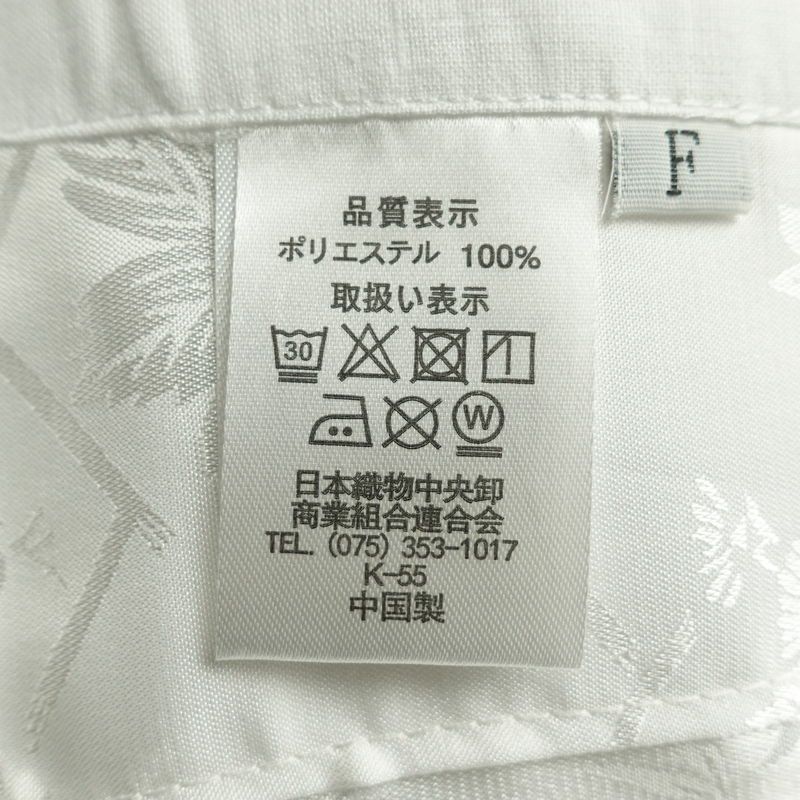 F
品質表示
ポリエステル 100%
取扱い表示
30
W
日本織物中央卸
商業組合連合会
TEL. (075) 353-1017
K-55
中国製